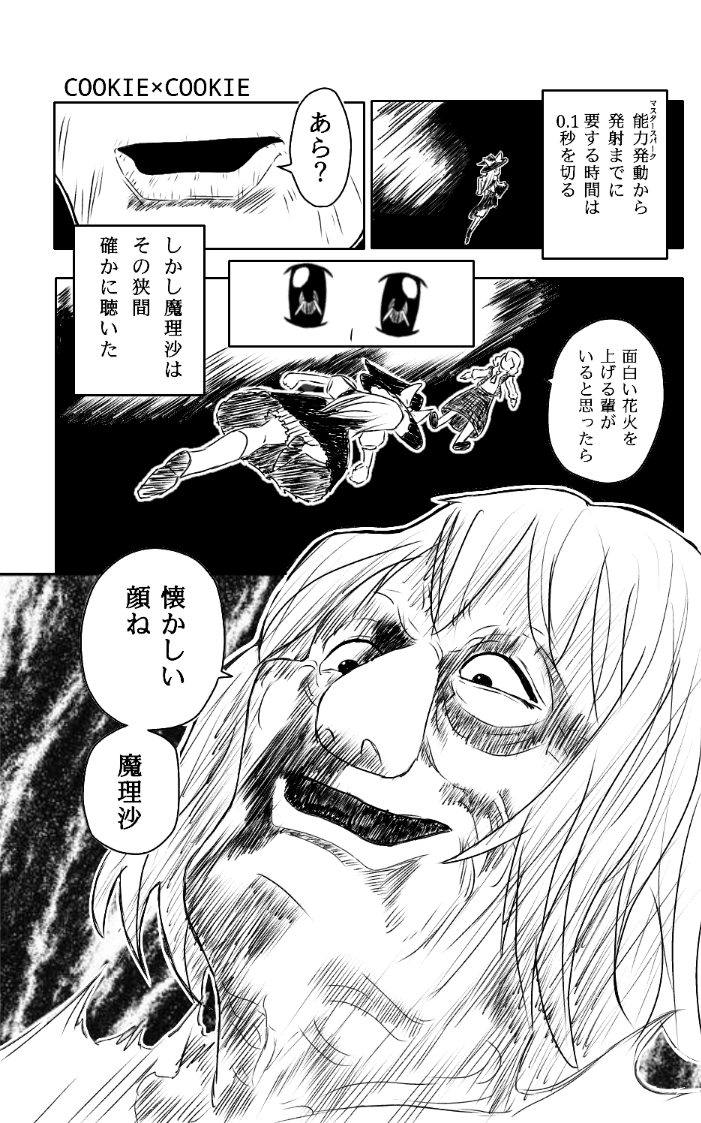 COOKIE×COOKIE
能力発動から
マスタースパーク
発射までに
要する時間は
0.1秒を切る
あら?
しかし魔理沙は
その狭間
確かに聴いた
面白い花火を
上げる輩が
いると思ったら
懐かしい
顔ね
魔理沙